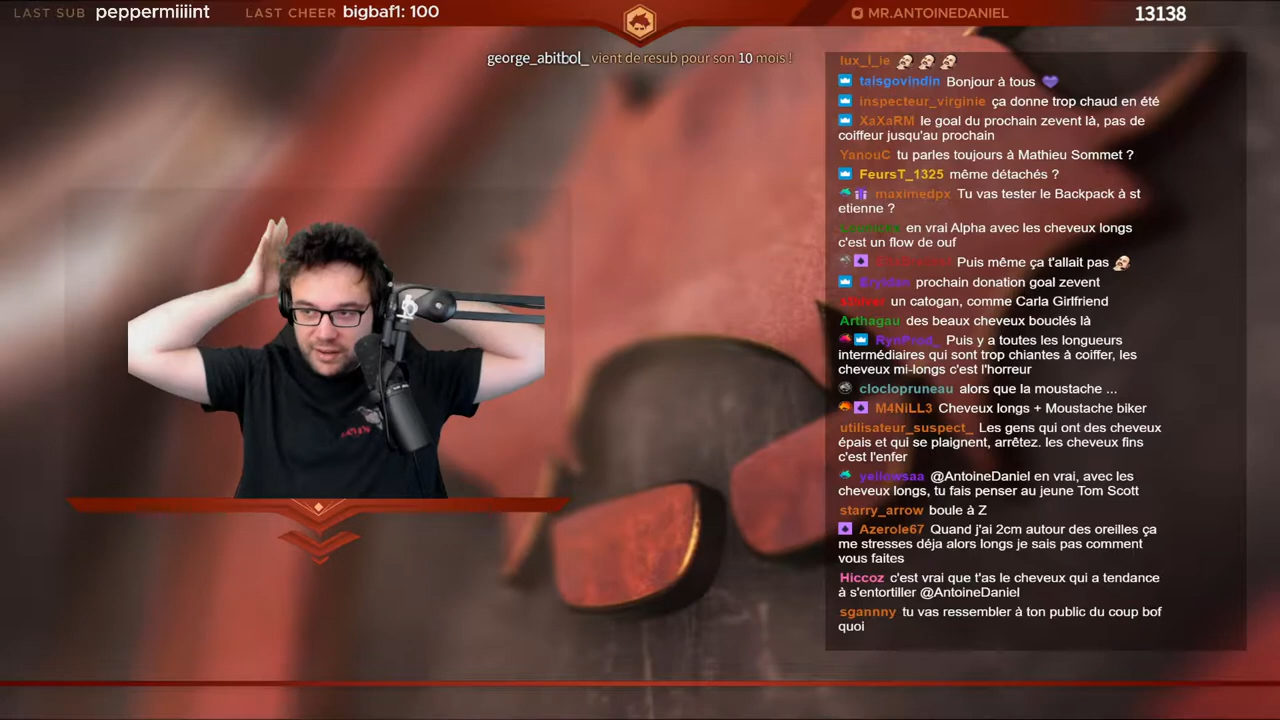 LAST SUB peppermiiiint LAST CHEER bigbaf1: 100 MR.ANTOINEDANIEL 13138
george_abitbol_ vient de resub pour son 10 mois !
lux_l_ie
taisgovindin Bonjour à tous
inspecteur_virginie ça donne trop chaud en été
XaXaRM le goal du prochain zevent là, pas de
coiffeur jusqu'au prochain
YanouC tu parles toujours à Mathieu Sommet ?
FeursT_1325 même détachés ?
maximedpx Tu vas tester le Backpack à st
etienne ?
en vrai Alpha avec les cheveux longs
c'est un flow de ouf
Puis même ça t'allait pas
prochain donation goal zevent
un catogan, comme Carla Girlfriend
Arthagau des beaux cheveux bouclés là
RynProd_ Puis y a toutes les longueurs
intermédiaires qui sont trop chiantes à coiffer, les
cheveux mi-longs c'est l'horreur
cloclopruneau alors que la moustache ...
M4NiLL3 Cheveux longs + Moustache biker
utilisateur_suspect_ Les gens qui ont des cheveux
épais et qui se plaignent, arrêtez. les cheveux fins
c'est l'enfer
yellowsaa @AntoineDaniel en vrai, avec les
cheveux longs, tu fais penser au jeune Tom Scott
starry_arrow boule à Z
Azerole67 Quand j'ai 2cm autour des oreilles ça
me stresses déja alors longs je sais pas comment
vous faites
Hiccoz c'est vrai que t'as le cheveux qui a tendance
à s'entortiller @AntoineDaniel
sgannny tu vas ressembler à ton public du coup bof
quoi